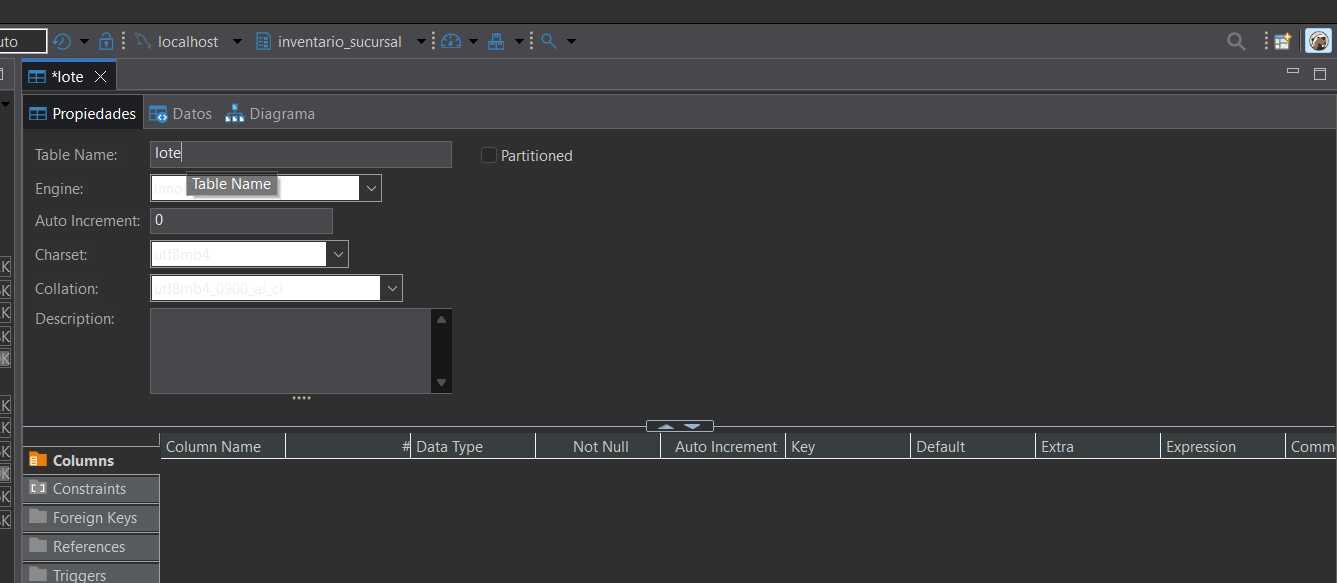 uto localhost inventario_sucursal
*lote
Propiedades Datos Diagrama
Table Name: lote Partitioned
Engine: Inno Table Name
Auto Increment: 0
Charset: utf8mb4
Collation: utf8mb4_0900_ai_ci
Description:
Column Name # Data Type Not Null Auto Increment Key Default Extra Expression Comm
Columns
Constraints
Foreign Keys
References
Triggers